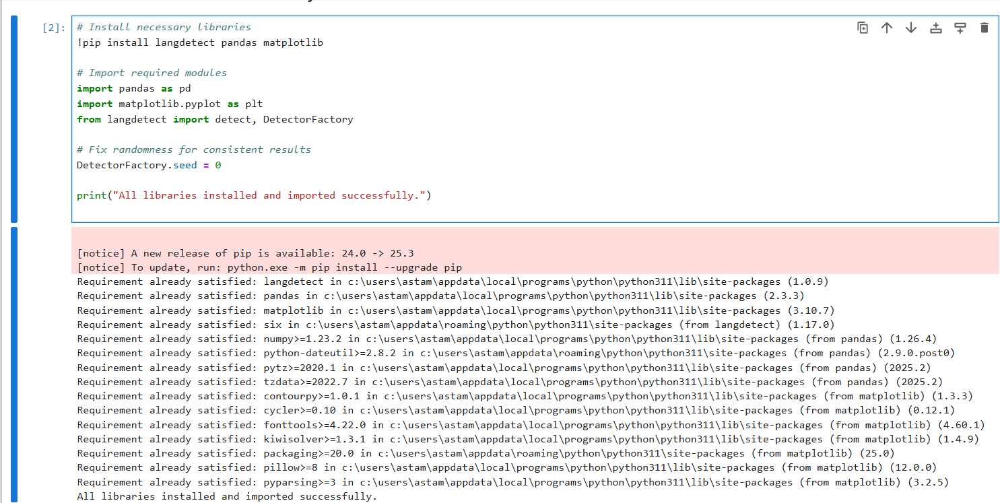 [2]:
# Install necessary libraries
!pip install langdetect pandas matplotlib
# Import required modules
import pandas as pd
import matplotlib.pyplot as plt
from langdetect import detect, DetectorFactory
# Fix randomness for consistent results
DetectorFactory.seed = 0
print("All libraries installed and imported successfully.")
[notice] A new release of pip is available: 24.0 -> 25.3
[notice] To update, run: python.exe -m pip install --upgrade pip
Requirement already satisfied: langdetect in c:\users\astam\appdata\local\programs\python\python311\lib\site-packages (1.0.9)
Requirement already satisfied: pandas in c:\users\astam\appdata\local\programs\python\python311\lib\site-packages (2.3.3)
Requirement already satisfied: matplotlib in c:\users\astam\appdata\local\programs\python\python311\lib\site-packages (3.10.7)
Requirement already satisfied: six in c:\users\astam\appdata\roaming\python\python311\site-packages (from langdetect) (1.17.0)
Requirement already satisfied: numpy>=1.23.2 in c:\users\astam\appdata\local\programs\python\python311\lib\site-packages (from pandas) (1.26.4)
Requirement already satisfied: python-dateutil>=2.8.2 in c:\users\astam\appdata\roaming\python\python311\site-packages (from pandas) (2.9.0.post0)
Requirement already satisfied: pytz>=2020.1 in c:\users\astam\appdata\local\programs\python\python311\lib\site-packages (from pandas) (2025.2)
Requirement already satisfied: tzdata>=2022.7 in c:\users\astam\appdata\local\programs\python\python311\lib\site-packages (from pandas) (2025.2)
Requirement already satisfied: contourpy>=1.0.1 in c:\users\astam\appdata\local\programs\python\python311\lib\site-packages (from matplotlib) (1.3.3)
Requirement already satisfied: cycler>=0.10 in c:\users\astam\appdata\local\programs\python\python311\lib\site-packages (from matplotlib) (0.12.1)
Requirement already satisfied: fonttools>=4.22.0 in c:\users\astam\appdata\local\programs\python\python311\lib\site-packages (from matplotlib) (4.60.1)
Requirement already satisfied: kiwisolver>=1.3.1 in c:\users\astam\appdata\local\programs\python\python311\lib\site-packages (from matplotlib) (1.4.9)
Requirement already satisfied: packaging>=20.0 in c:\users\astam\appdata\roaming\python\python311\site-packages (from matplotlib) (25.0)
Requirement already satisfied: pillow>=8 in c:\users\astam\appdata\local\programs\python\python311\lib\site-packages (from matplotlib) (12.0.0)
Requirement already satisfied: pyparsing>=3 in c:\users\astam\appdata\local\programs\python\python311\lib\site-packages (from matplotlib) (3.2.5)
All libraries installed and imported successfully.